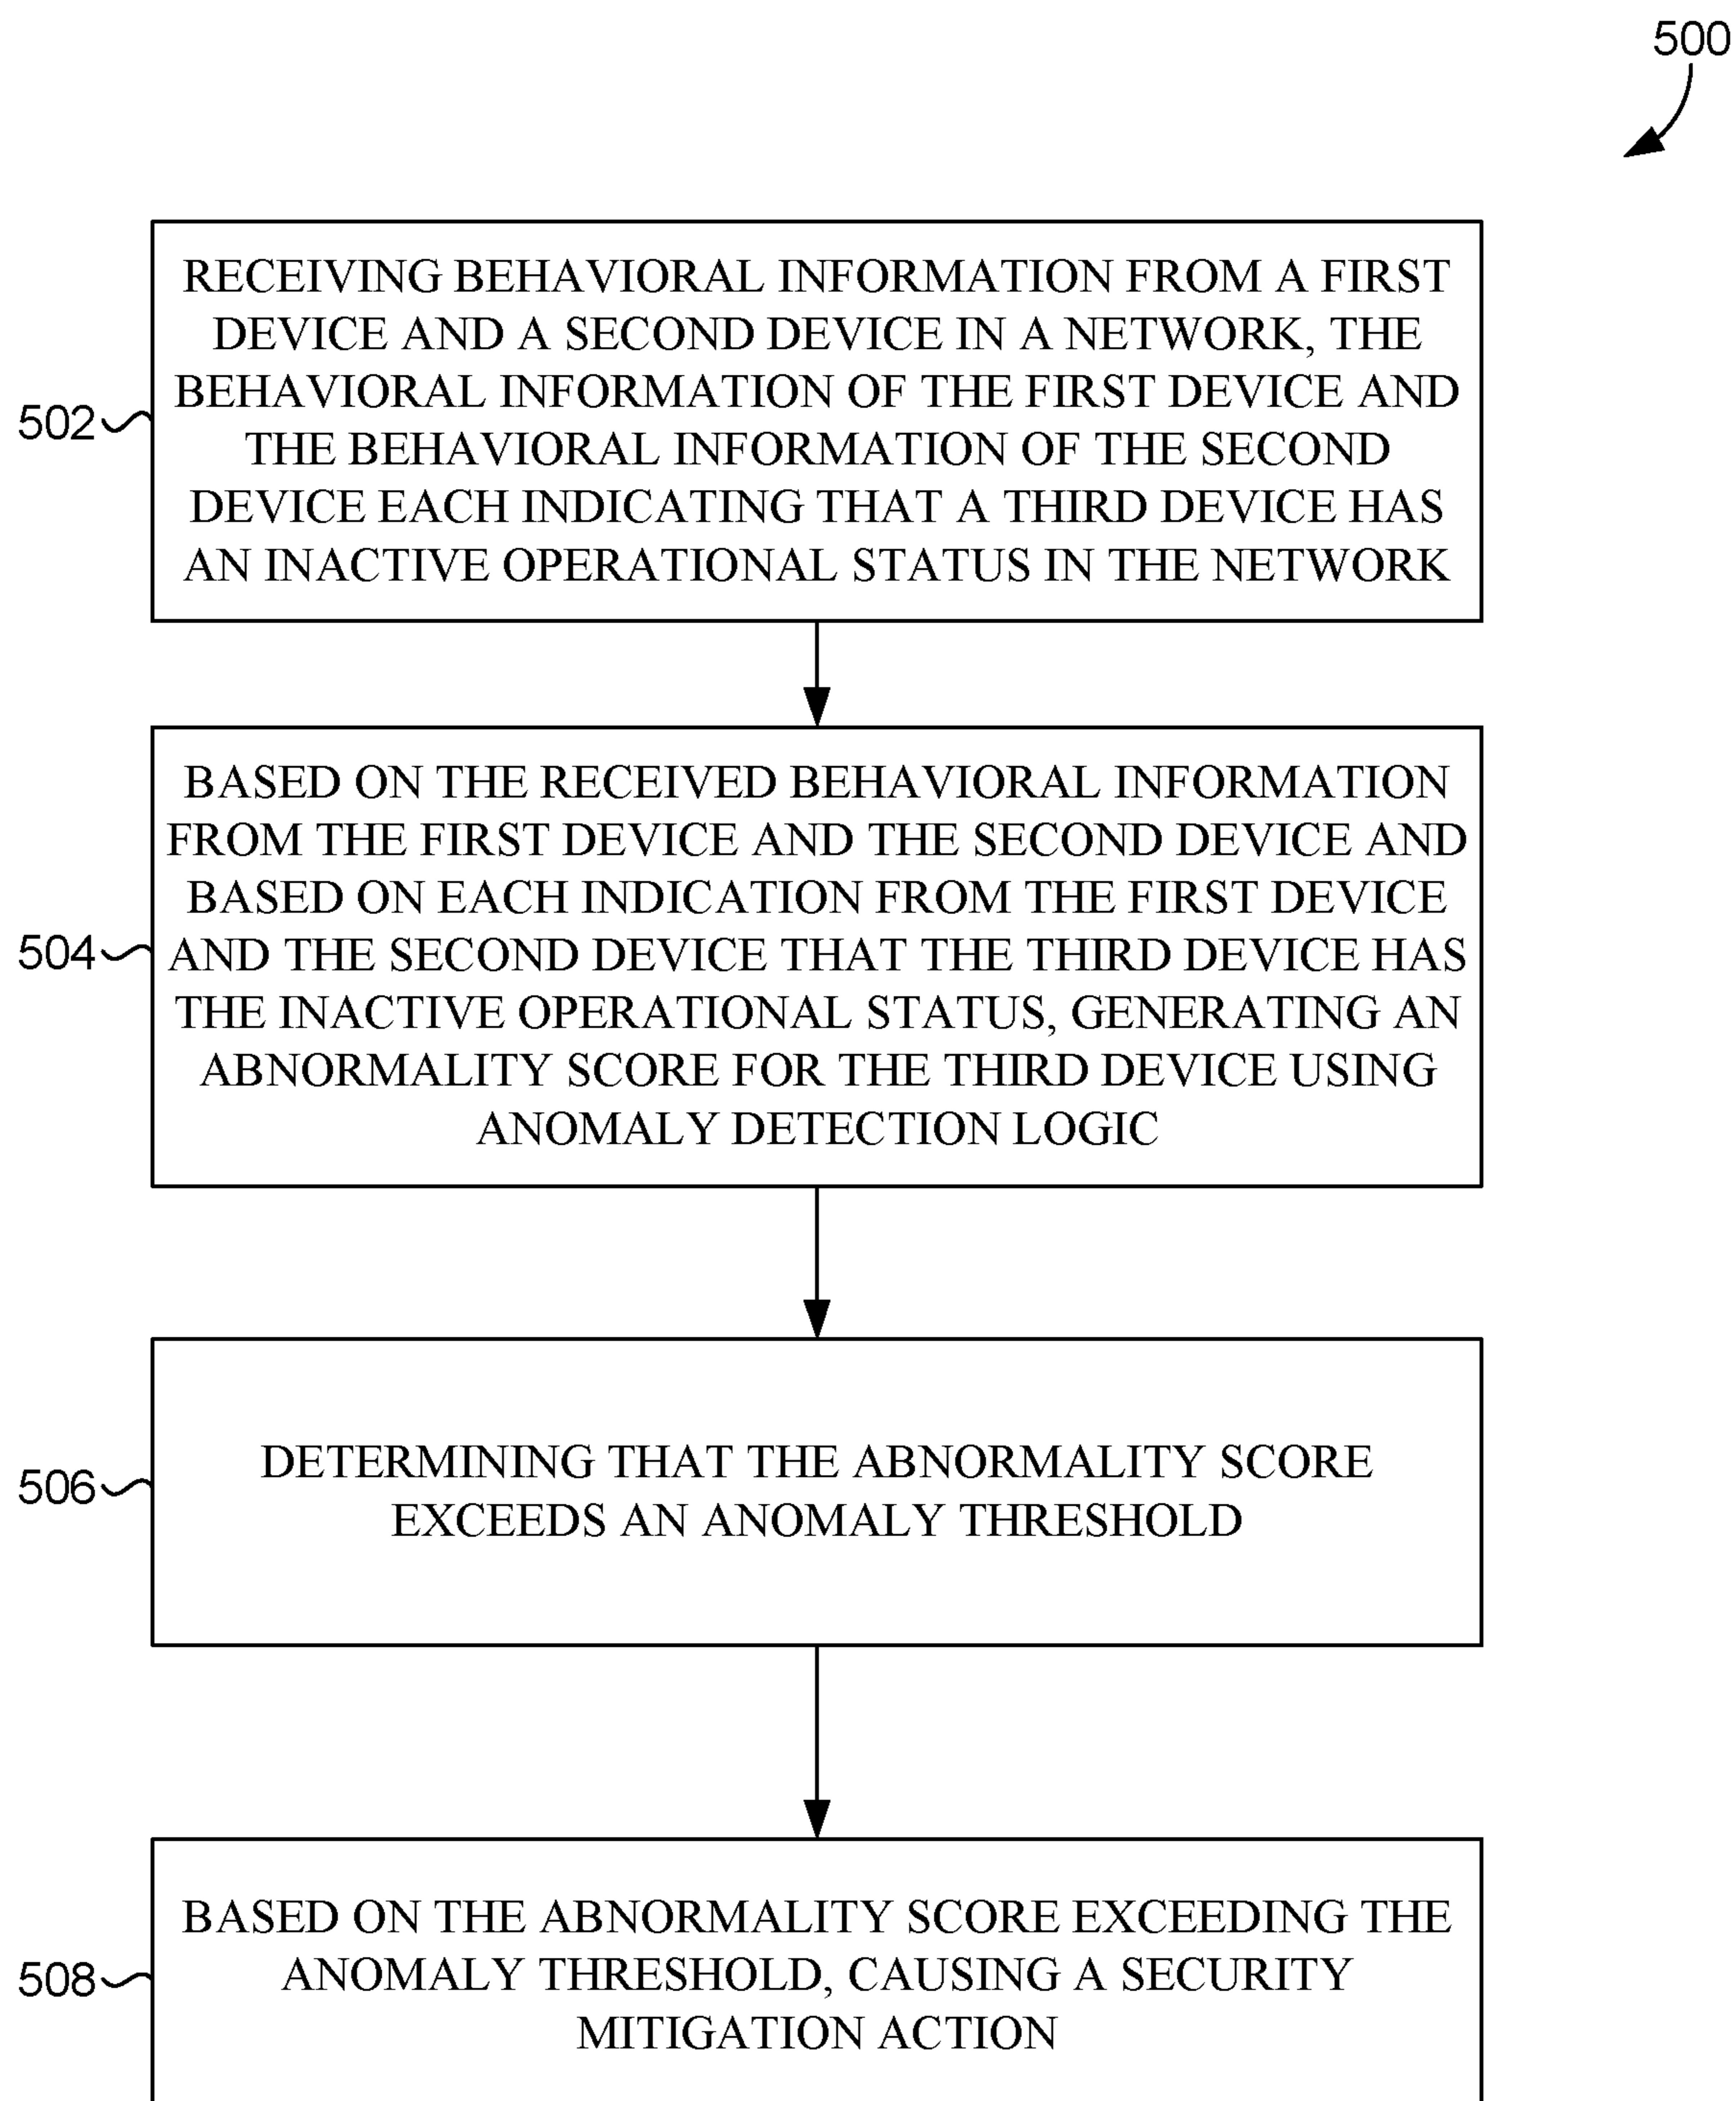 500
RECEIVING BEHAVIORAL INFORMATION FROM A FIRST
DEVICE AND A SECOND DEVICE IN A NETWORK, THE
BEHAVIORAL INFORMATION OF THE FIRST DEVICE AND
THE BEHAVIORAL INFORMATION OF THE SECOND
DEVICE EACH INDICATING THAT A THIRD DEVICE HAS
AN INACTIVE OPERATIONAL STATUS IN THE NETWORK
502
BASED ON THE RECEIVED BEHAVIORAL INFORMATION
FROM THE FIRST DEVICE AND THE SECOND DEVICE AND
BASED ON EACH INDICATION FROM THE FIRST DEVICE
AND THE SECOND DEVICE THAT THE THIRD DEVICE HAS
THE INACTIVE OPERATIONAL STATUS, GENERATING AN
ABNORMALITY SCORE FOR THE THIRD DEVICE USING
ANOMALY DETECTION LOGIC
504
DETERMINING THAT THE ABNORMALITY SCORE
EXCEEDS AN ANOMALY THRESHOLD
506
BASED ON THE ABNORMALITY SCORE EXCEEDING THE
ANOMALY THRESHOLD, CAUSING A SECURITY
MITIGATION ACTION
508